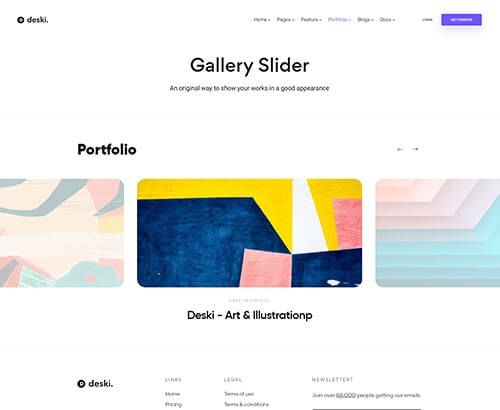 deski.
Home Pages Feature Portfolio Blogs Docs LOGIN GET STARTED
Gallery Slider
An original way to show your works in a good appearance
Portfolio
USER INTERFACE
Deski - Art & Illustrationp
deski.
LINKS
Home
Pricing
LEGAL
Terms of use
Terms & conditions
NEWSLETTERT
Join over 68,000 people getting our emails